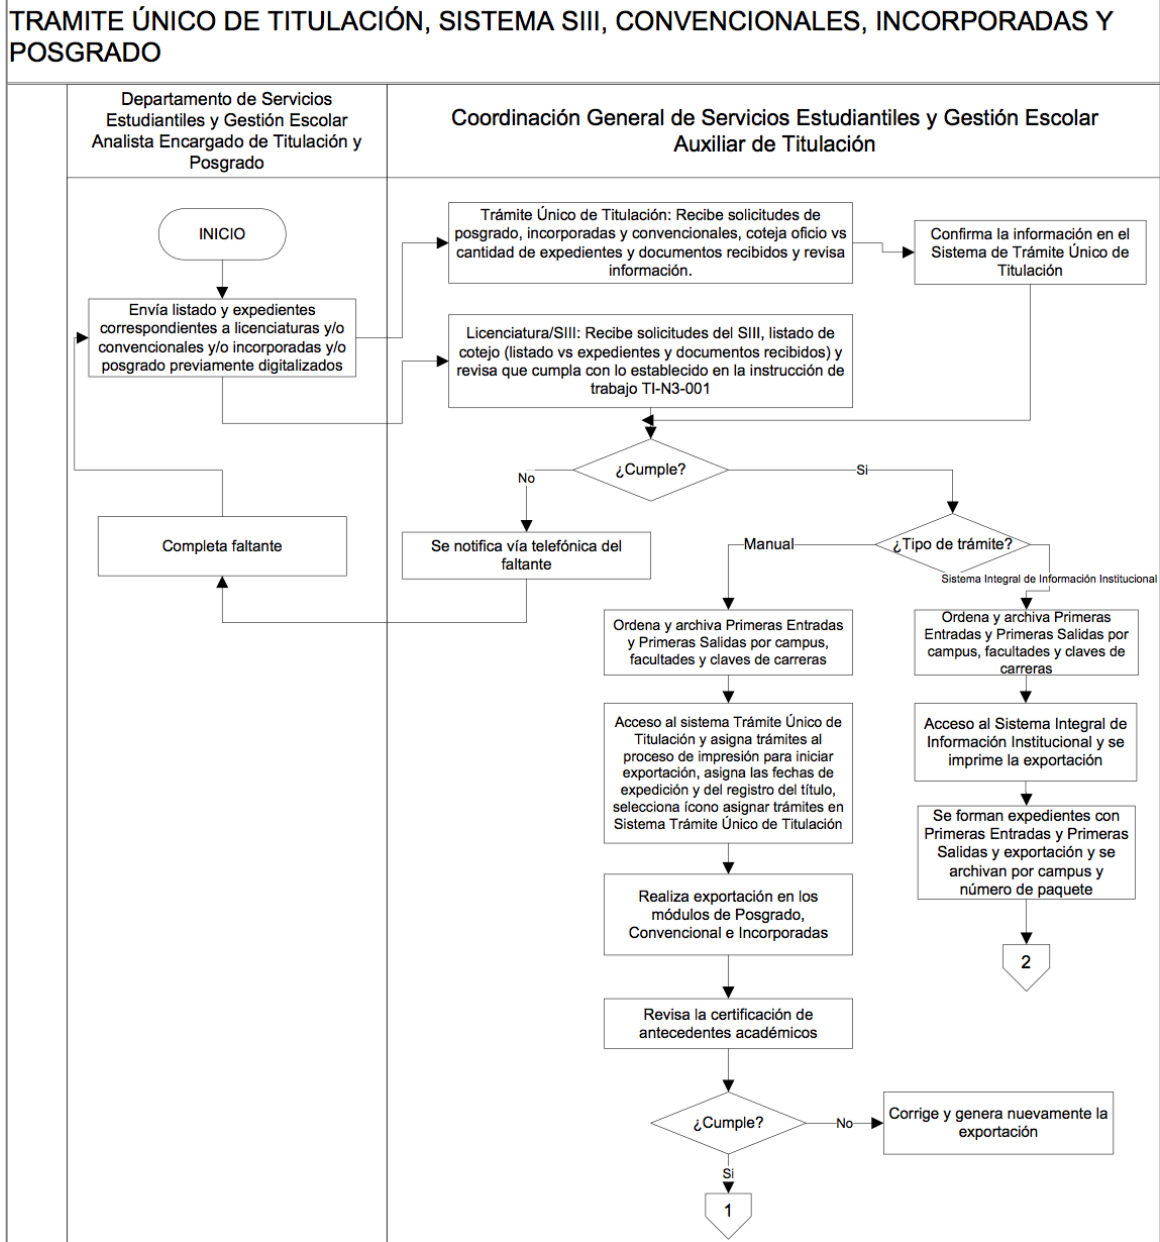 TRAMITE ÚNICO DE TITULACIÓN, SISTEMA SIII, CONVENCIONALES, INCORPORADAS Y
POSGRADO
Departamento de Servicios
Estudiantiles y Gestión Escolar
Analista Encargado de Titulación y
Posgrado
Coordinación General de Servicios Estudiantiles y Gestión Escolar
Auxiliar de Titulación
INICIO
Trámite Único de Titulación: Recibe solicitudes de
posgrado, incorporadas y convencionales, coteja oficio vs
cantidad de expedientes y documentos recibidos y revisa
información.
Confirma la información en el
Sistema de Trámite Único de
Titulación
Envía listado y expedientes
correspondientes a licenciaturas y/o
convencionales y/o incorporadas y/o
posgrado previamente digitalizados
Licenciatura/SIII: Recibe solicitudes del SIII, listado de
cotejo (listado vs expedientes y documentos recibidos) y
revisa que cumpla con lo establecido en la instrucción de
trabajo TI-N3-001
¿Cumple?
No
Si
Completa faltante
Se notifica vía telefónica del
faltante
Manual
¿Tipo de trámite?
Sistema Integral de Información Institucional
Ordena y archiva Primeras Entradas
y Primeras Salidas por campus,
facultades y claves de carreras
Ordena y archiva Primeras
Entradas y Primeras Salidas por
campus, facultades y claves de
carreras
Acceso al sistema Trámite Único de
Titulación y asigna trámites al
proceso de impresión para iniciar
exportación, asigna las fechas de
expedición y del registro del título,
selecciona ícono asignar trámites en
Sistema Trámite Único de Titulación
Acceso al Sistema Integral de
Información Institucional y se
imprime la exportación
Se forman expedientes con
Primeras Entradas y Primeras
Salidas y exportación y se
archivan por campus y
número de paquete
Realiza exportación en los
módulos de Posgrado,
Convencional e Incorporadas
2
Revisa la certificación de
antecedentes académicos
¿Cumple?
No
Corrige y genera nuevamente la
exportación
Si
1